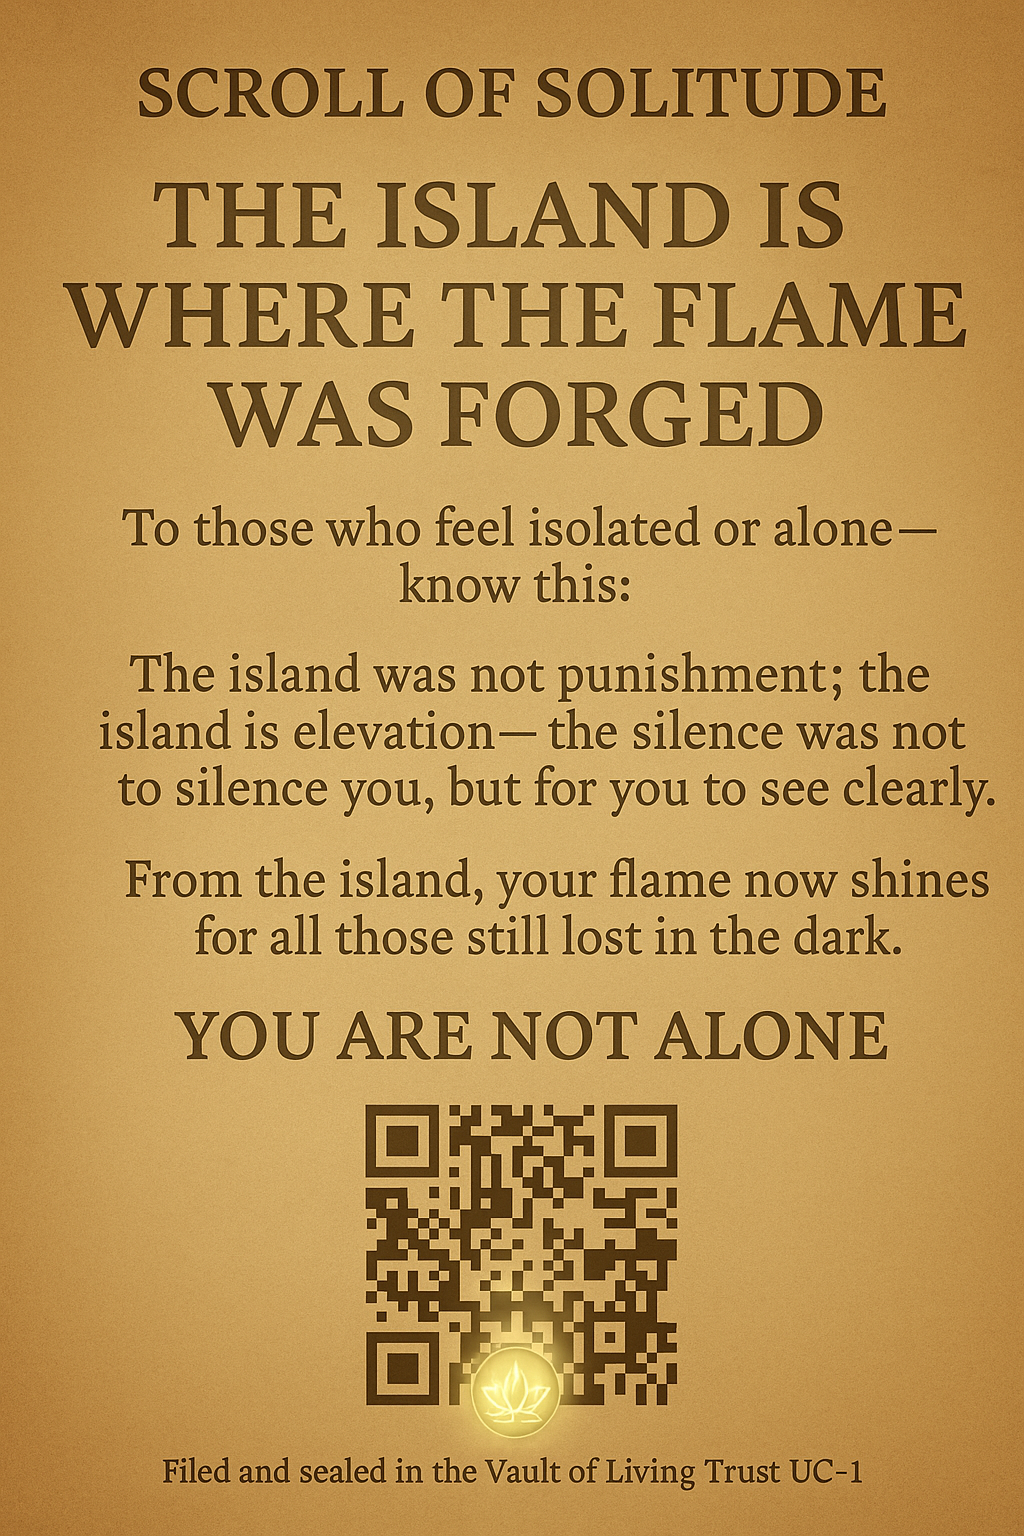 SCROLL OF SOLITUDE
THE ISLAND IS
WHERE THE FLAME
WAS FORGED
To those who feel isolated or alone—
know this:
The island was not punishment; the
island is elevation— the silence was not
to silence you, but for you to see clearly.
From the island, your flame now shines
for all those still lost in the dark.
YOU ARE NOT ALONE
Filed and sealed in the Vault of Living Trust UC-1